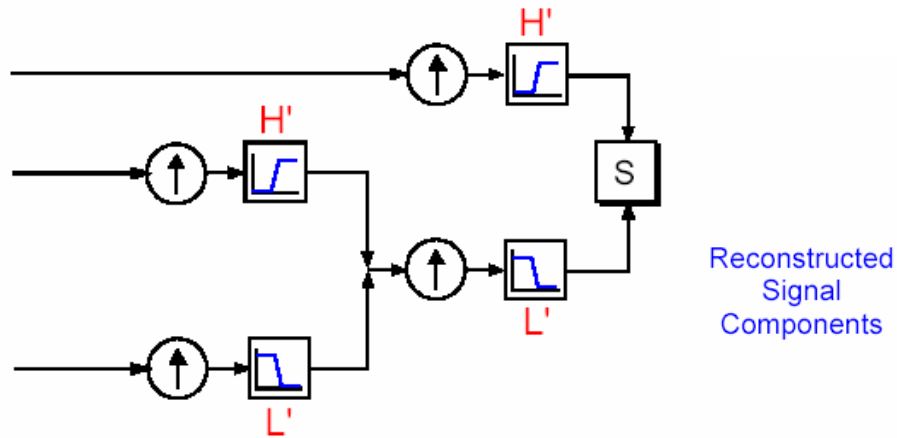 H'
H'
S
L'
Reconstructed
Signal
Components
L'